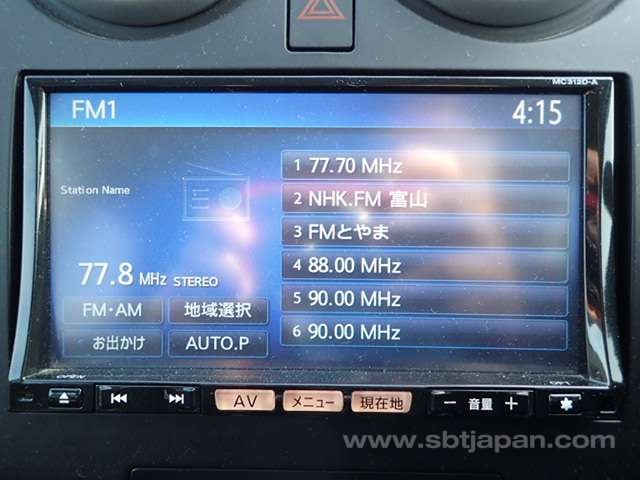 MC313D-A
FM1
4:15
Station Name
77.8 MHz STEREO
FM・AM
地域選択
お出かけ
AUTO.P
1 77.70 MHz
2 NHK.FM 富山
3 FMとやま
4 88.00 MHz
5 90.00 MHz
6 90.00 MHz
OPEN
AV
メニュー
現在地
− 音量 +
www.sbtjapan.com